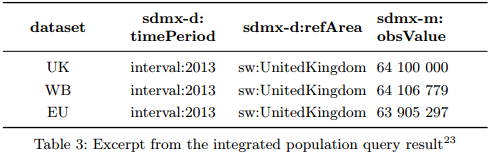 dataset sdmx-d: timePeriod sdmx-d:refArea sdmx-m: obsValue
UK interval:2013 sw:UnitedKingdom 64 100 000
WB interval:2013 sw:UnitedKingdom 64 106 779
EU interval:2013 sw:UnitedKingdom 63 905 297
Table 3: Excerpt from the integrated population query result23